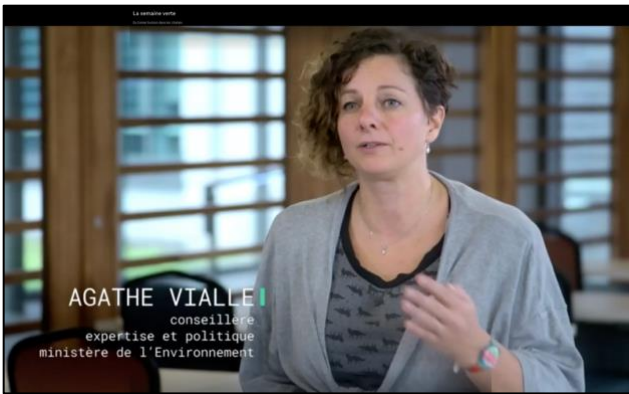 La semaine verte
AGATHE VIALLE
conseillère
expertise et politique
ministère de l'Environnement